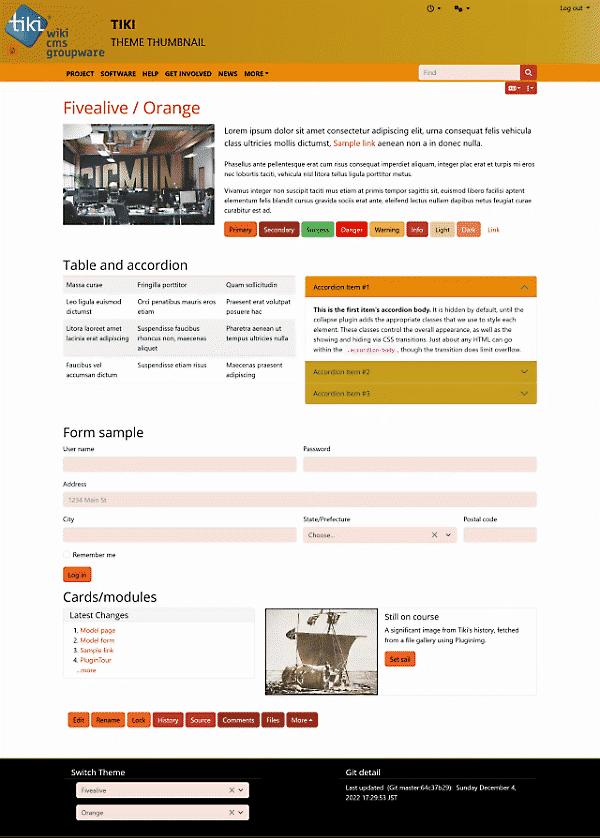 Log out
tiki
wiki
cms
groupware
TIKI
THEME THUMBNAIL
PROJECT SOFTWARE HELP GET INVOLVED NEWS MORE
Find
Fivealive / Orange
Lorem ipsum dolor sit amet consectetur adipiscing elit, urna consequat felis vehicula
class ultricies mollis dictumst, Sample link aenean non a in donec nulla.
Phasellus ante pellentesque erat cum risus consequat imperdiet aliquam, integer plac erat et turpis mi eros
nec lobortis taciti, vehicula nisl litora tellus ligula porttitor metus.
Vivamus integer non suscipit taciti mus etiam at primis tempor sagittis sit, euismod libero facilisi aptent
elementum felis blandit cursus gravida sociis erat ante, eleifend lectus nullam dapibus netus feugiat curae
curabitur est ad.
Primary Secondary Success Danger Warning Info Light Dark Link
Table and accordion
Massa curae Fringilla porttitor Quam sollicitudin
Leo ligula euismod
dictumst
Orci penatibus mauris eros
etiam
Praesent erat volutpat
posuere hac
Litora laoreet amet
lacinia erat adipiscing
Suspendisse faucibus
rhoncus non, maecenas
aliquet
Pharetra aenean ut
tempus ultricies nulla
Faucibus vel
accumsan dictum
Suspendisse etiam risus
Maecenas praesent
adipiscing
Accordion Item #1
This is the first item's accordion body. It is hidden by default, until the
collapse plugin adds the appropriate classes that we use to style each
element. These classes control the overall appearance, as well as the
showing and hiding via CSS transitions. Just about any HTML can go
within the .accordion-body, though the transition does limit overflow.
Accordion Item #2
Accordion Item #3
Form sample
User name Password
Address
1234 Main St
City State/Prefecture Postal code
Choose...
Remember me
Log in
Cards/modules
Latest Changes
1. Model page
2. Model form
3. Sample link
4. PluginTour
...more
Still on course
A significant image from Tiki's history, fetched
from a file gallery using PluginImg.
Set sail
Edit Rename Lock History Source Comments Files More
Switch Theme
Fivealive
Orange
Git detail
Last updated (Git master:64c37b29) Sunday December 4,
2022 17:29:53 JST